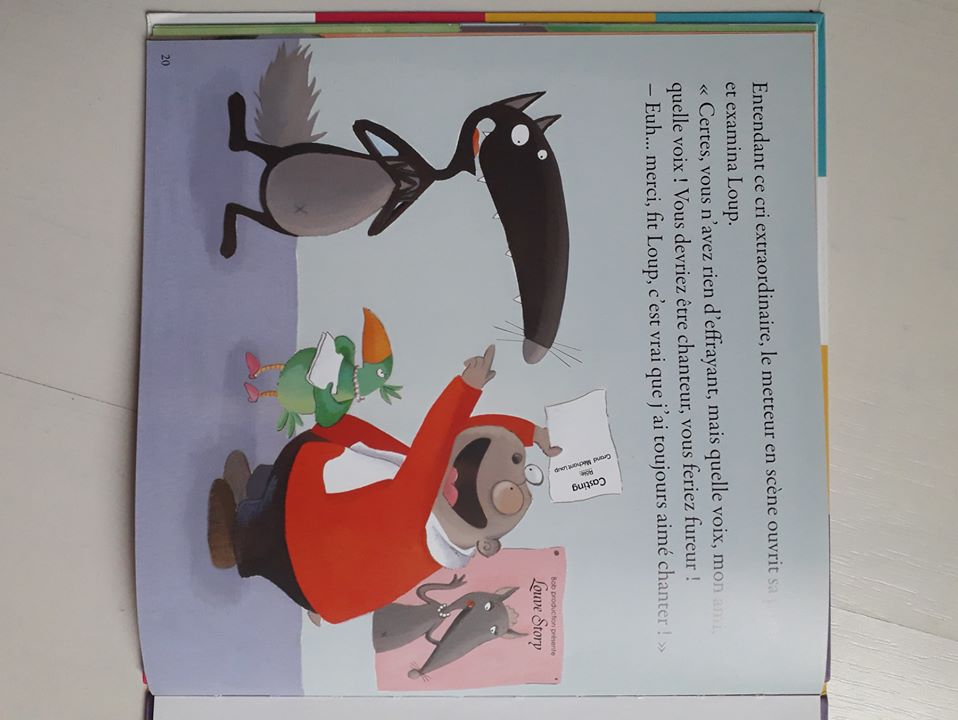 Entendant ce cri extraordinaire, le metteur en scène ouvrit sa
et examina Loup.
« Certes, vous n'avez rien d'effrayant, mais quelle voix, mon ami,
quelle voix ! Vous devriez être chanteur, vous feriez fureur !
– Euh... merci, fit Loup, c'est vrai que j'ai toujours aimé chanter ! »
Casting
Rôle
Grand Méchant Loup
Bob production présente
Louve Story
20